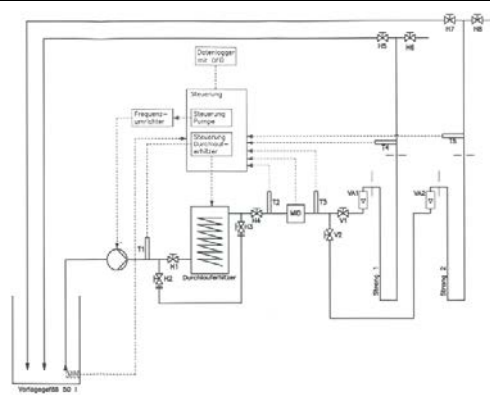 H7
H8
H5
H6
Datenlogger
mit DFÜ
Steuerung
Frequenz-
umrichter
Steuerung
Pumpe
Steuerung
Durchlauf-
erhitzer
T4
T5
T1
T2
T3
MID
VA1
VA2
H4
V1
H3
V2
H1
H2
Durchlauferhitzer
Strang 1
Strang 2
Vorlagegefäß 50 l